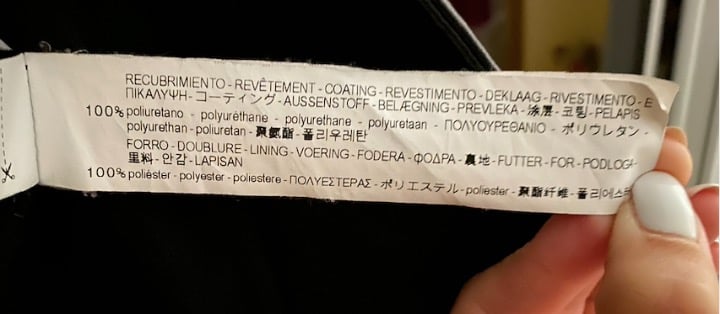 RECUBRIMIENTO - REVÊTEMENT - COATING - REVESTIMENTO - DEKLAAG - RIVESTIMENTO - E
ΠΙΚΑΛΥΨΗ - コーティング - AUSSENSTOFF - BELÆGNING - PREVLEKA - 涂层 - 코팅 - PELAPIS
100% poliuretano - polyuréthane - polyurethane - polyuretaan - ΠΟΛΥΟΥΡΕΘΑΝΙΟ - ポリウレタン -
polyurethan - poliuretan - 聚氨酯 - 폴리우레탄
FORRO - DOUBLURE - LINING - VOERING - FODERA - ΦΟΔΡΑ - 裏地 - FUTTER - FOR - PODLOGA -
里料 - 안감 - LAPISAN
100% poliéster - polyester - poliestere - ΠΟΛΥΕΣΤΕΡΑΣ - ポリエステル - poliester - 聚酯纤维 - 폴리에스